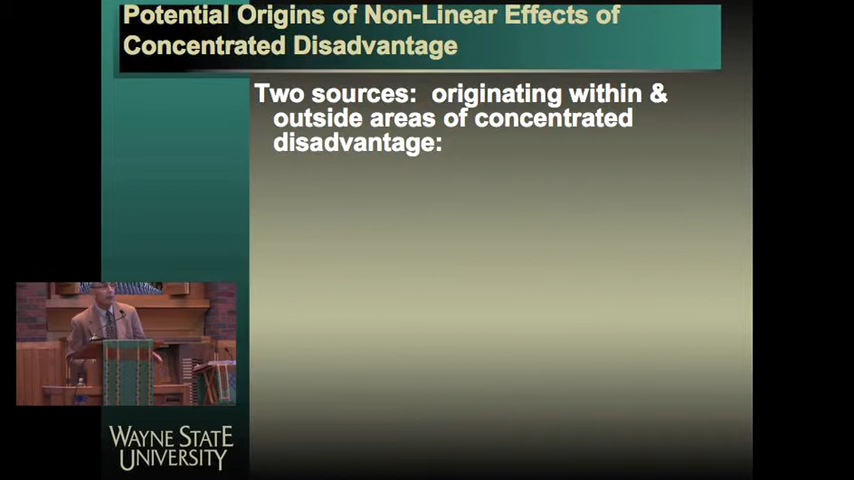 Potential Origins of Non-Linear Effects of
Concentrated Disadvantage
Two sources: originating within &
outside areas of concentrated
disadvantage:
WAYNE STATE
UNIVERSITY